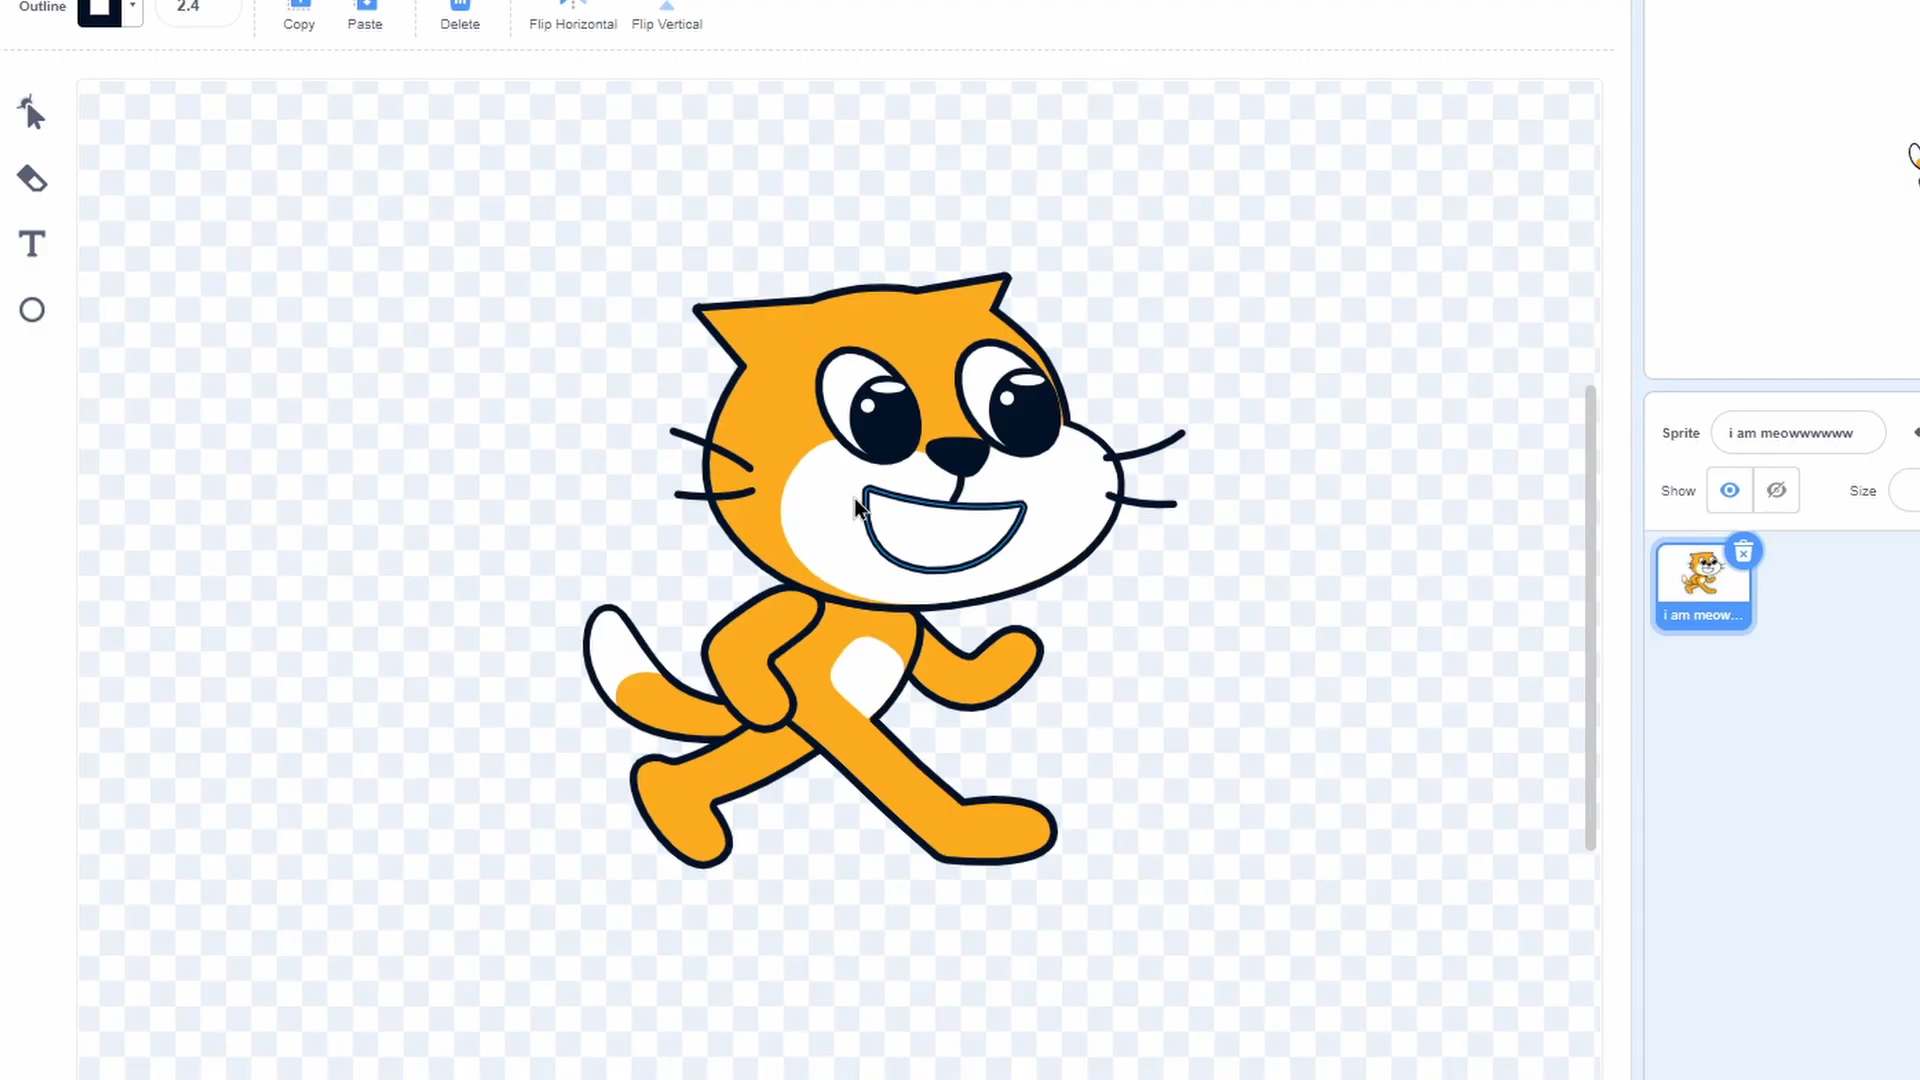 Outline 2.4
Copy Paste Delete Flip Horizontal Flip Vertical
T
Sprite i am meowwwwww
Show Size
i am meow...